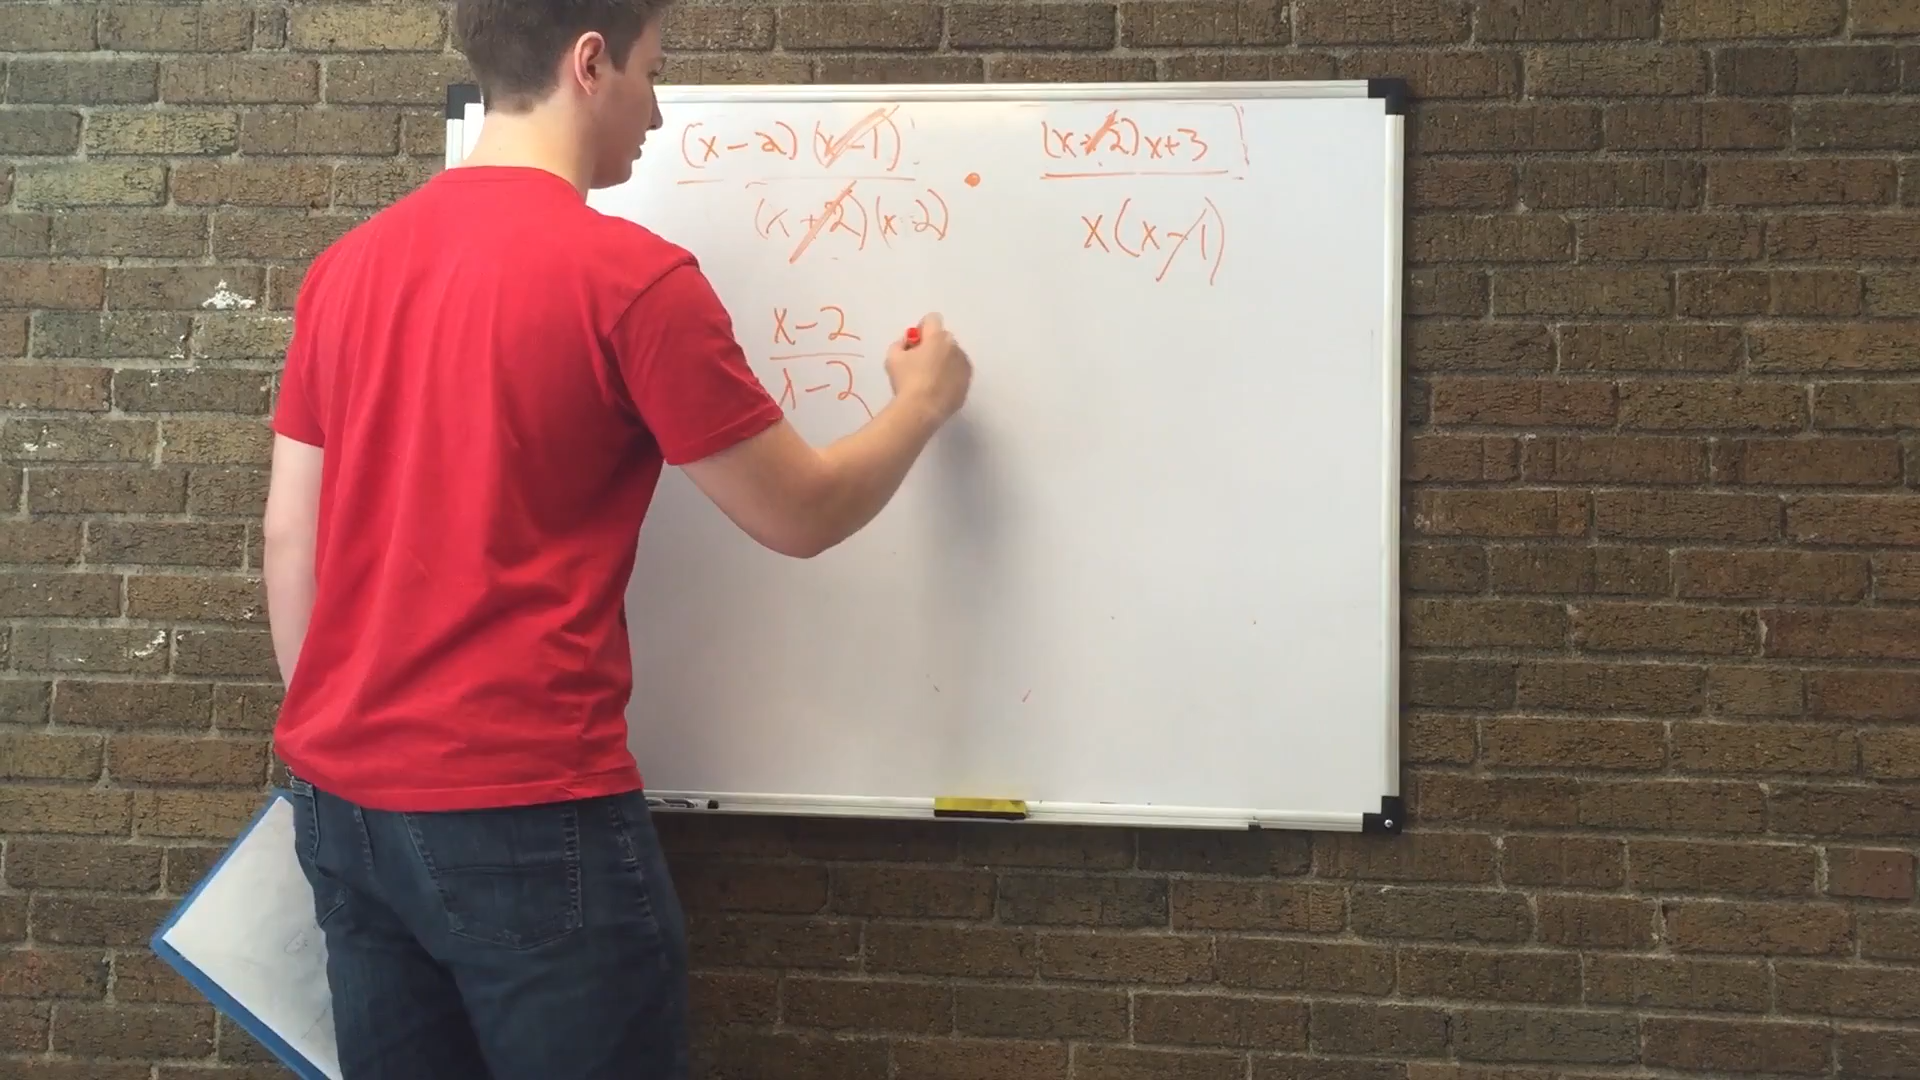 (x-2)(x-1) • (x+2)x+3
(x+2)(x-2) x(x-1)
x-2
x-2